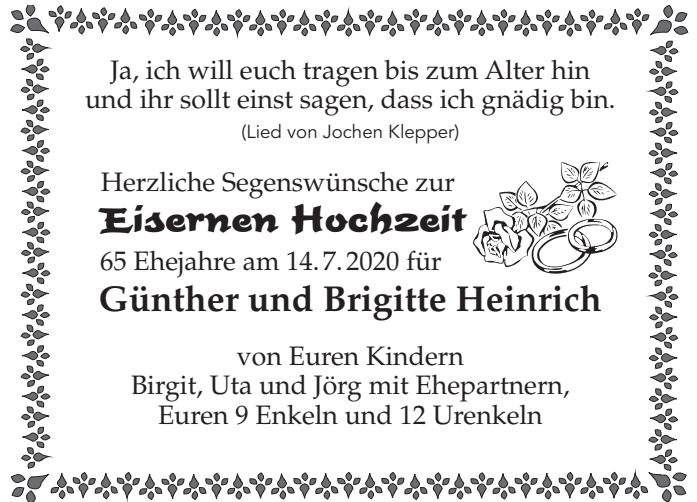 Ja, ich will euch tragen bis zum Alter hin
und ihr sollt einst sagen, dass ich gnädig bin.
(Lied von Jochen Klepper)
Herzliche Segenswünsche zur
Eisernen Hochzeit
65 Ehejahre am 14.7.2020 für
Günther und Brigitte Heinrich
von Euren Kindern
Birgit, Uta und Jörg mit Ehepartnern,
Euren 9 Enkeln und 12 Urenkeln